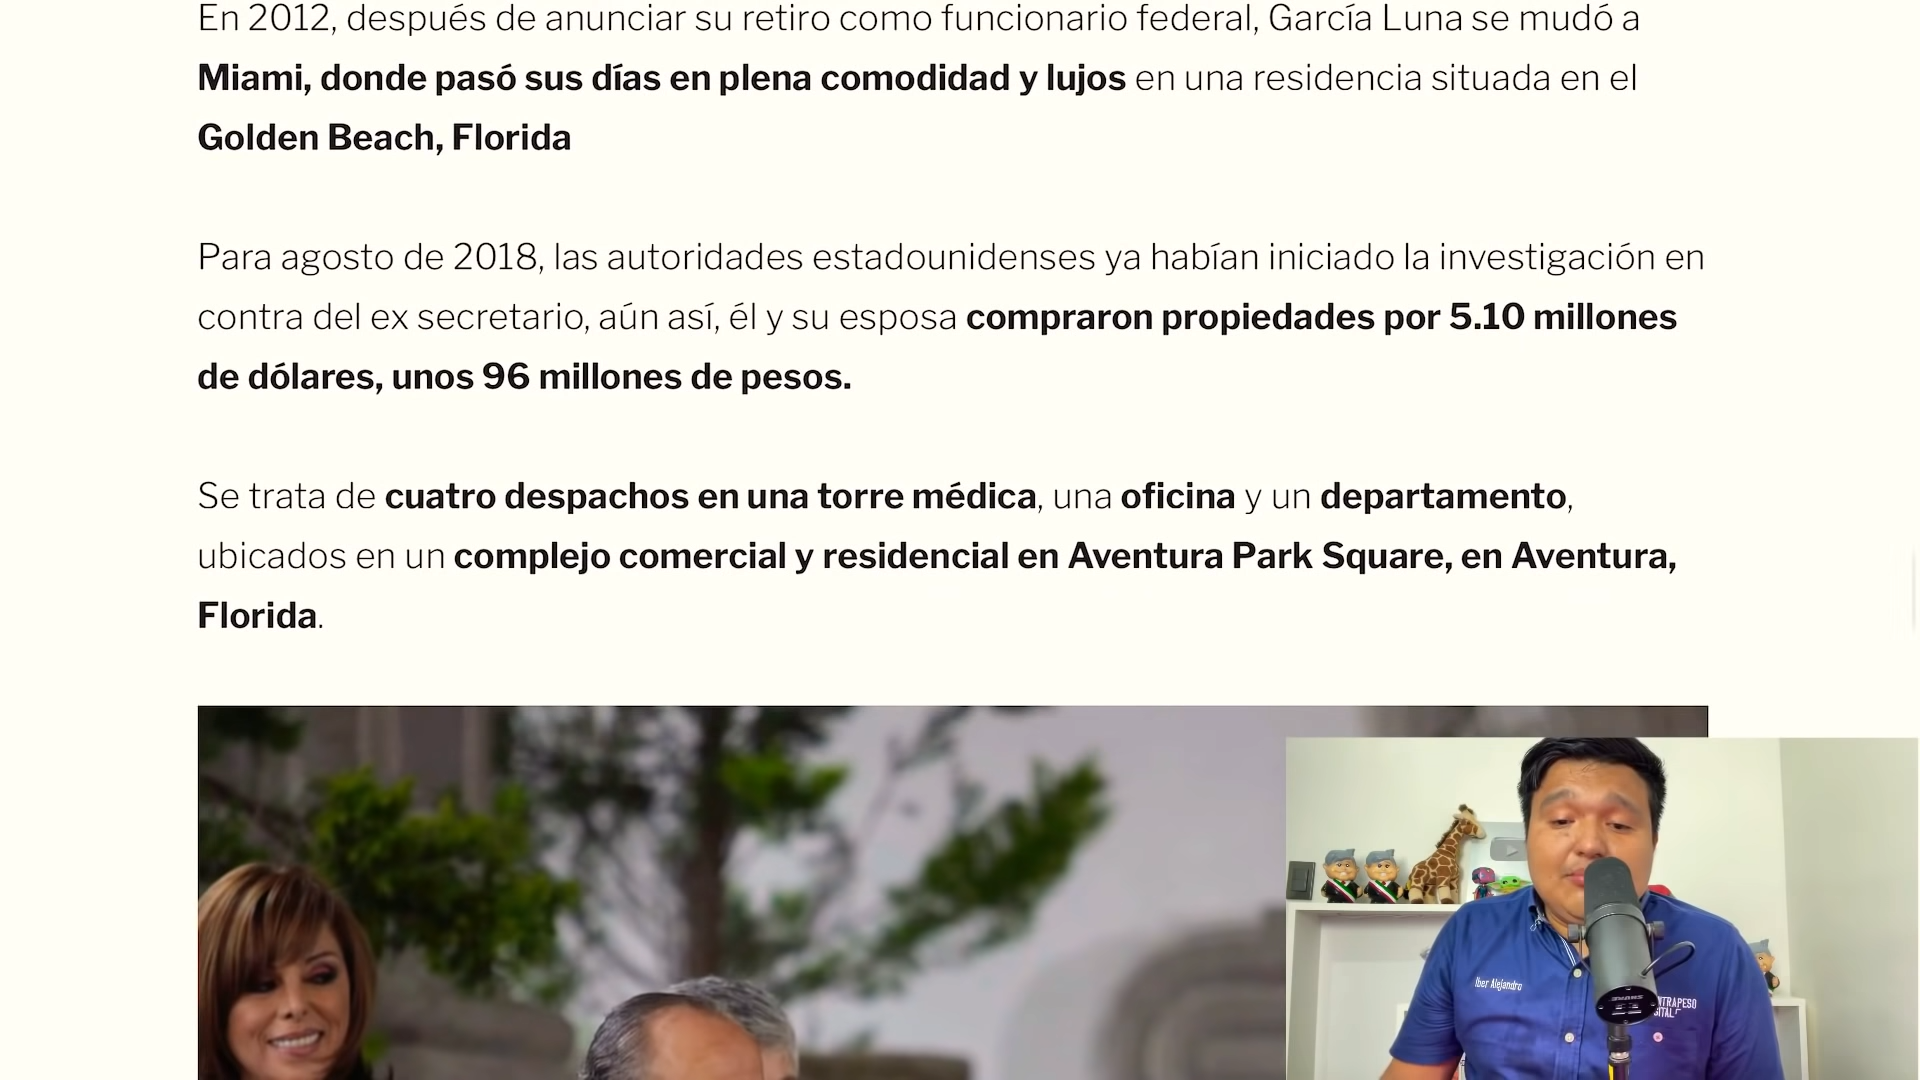 En 2012, después de anunciar su retiro como funcionario federal, García Luna se mudó a
Miami, donde pasó sus días en plena comodidad y lujos en una residencia situada en el
Golden Beach, Florida
Para agosto de 2018, las autoridades estadounidenses ya habían iniciado la investigación en
contra del ex secretario, aún así, él y su esposa compraron propiedades por 5.10 millones
de dólares, unos 96 millones de pesos.
Se trata de cuatro despachos en una torre médica, una oficina y un departamento,
ubicados en un complejo comercial y residencial en Aventura Park Square, en Aventura,
Florida.
Iber Alejandro